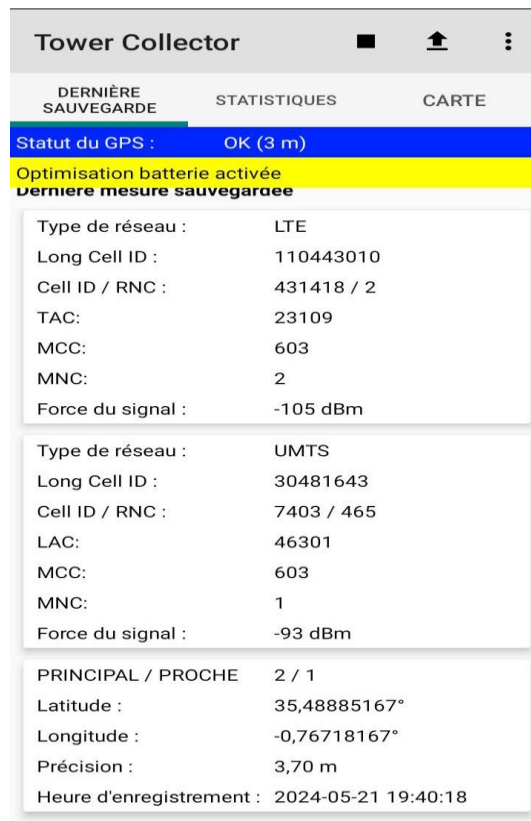 Tower Collector
DERNIÈRE
SAUVEGARDE
STATISTIQUES
CARTE
Statut du GPS : OK (3 m)
Optimisation batterie activée
Dernière mesure sauvegardée
Type de réseau : LTE
Long Cell ID : 110443010
Cell ID / RNC : 431418 / 2
TAC: 23109
MCC: 603
MNC: 2
Force du signal : -105 dBm
Type de réseau : UMTS
Long Cell ID : 30481643
Cell ID / RNC : 7403 / 465
LAC: 46301
MCC: 603
MNC: 1
Force du signal : -93 dBm
PRINCIPAL / PROCHE 2 / 1
Latitude : 35,48885167°
Longitude : -0,76718167°
Précision : 3,70 m
Heure d'enregistrement : 2024-05-21 19:40:18